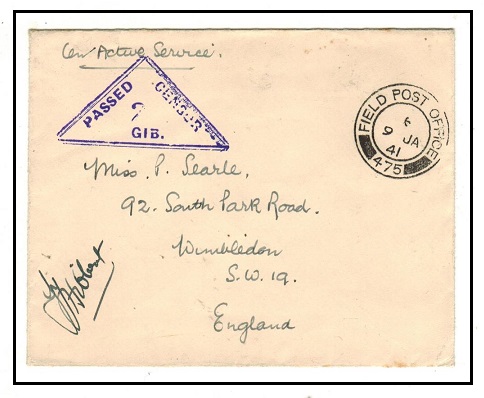 On Active Service.
PASSED
CENSOR
2
GIB.
FIELD POST OFFICE
6
9 JA
41
475
Miss. P. Searle.
92. South Park Road.
Wimbledon
S.W.19.
England